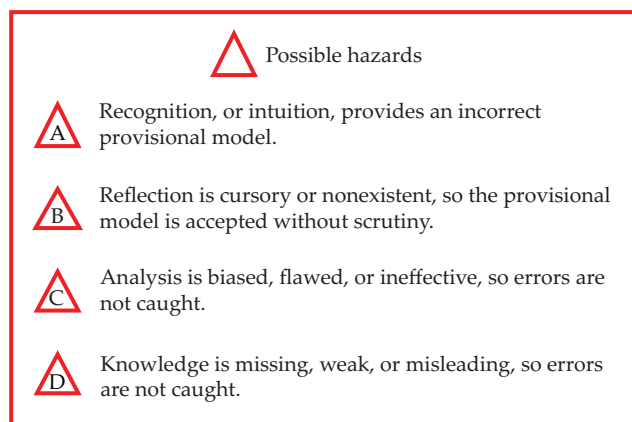 Possible hazards
A
Recognition, or intuition, provides an incorrect
provisional model.
B
Reflection is cursory or nonexistent, so the provisional
model is accepted without scrutiny.
C
Analysis is biased, flawed, or ineffective, so errors are
not caught.
D
Knowledge is missing, weak, or misleading, so errors
are not caught.